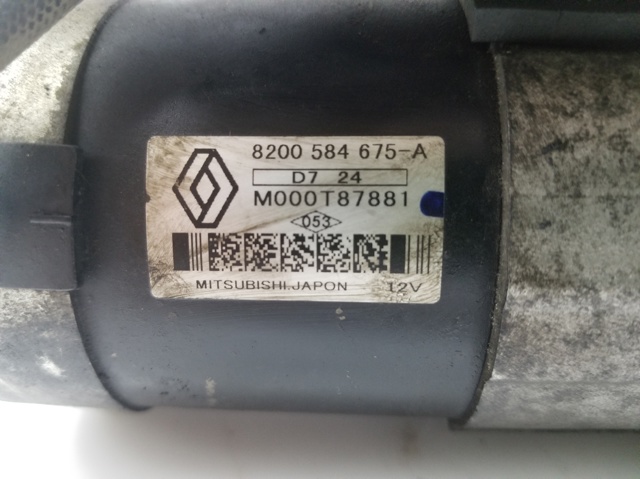 8200 584 675-A
D7 24
M000T87881
053
MITSUBISHI.JAPON 12V